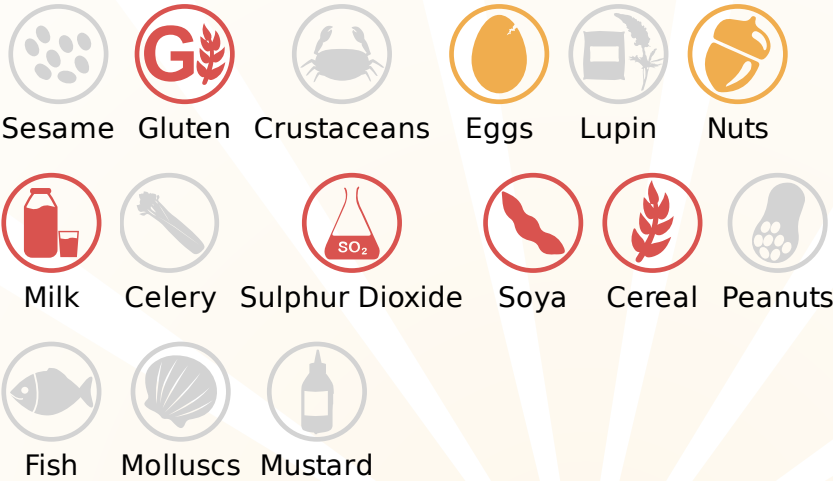 G
Sesame Gluten Crustaceans Eggs Lupin Nuts
SO₂
Milk Celery Sulphur Dioxide Soya Cereal Peanuts
Fish Molluscs Mustard